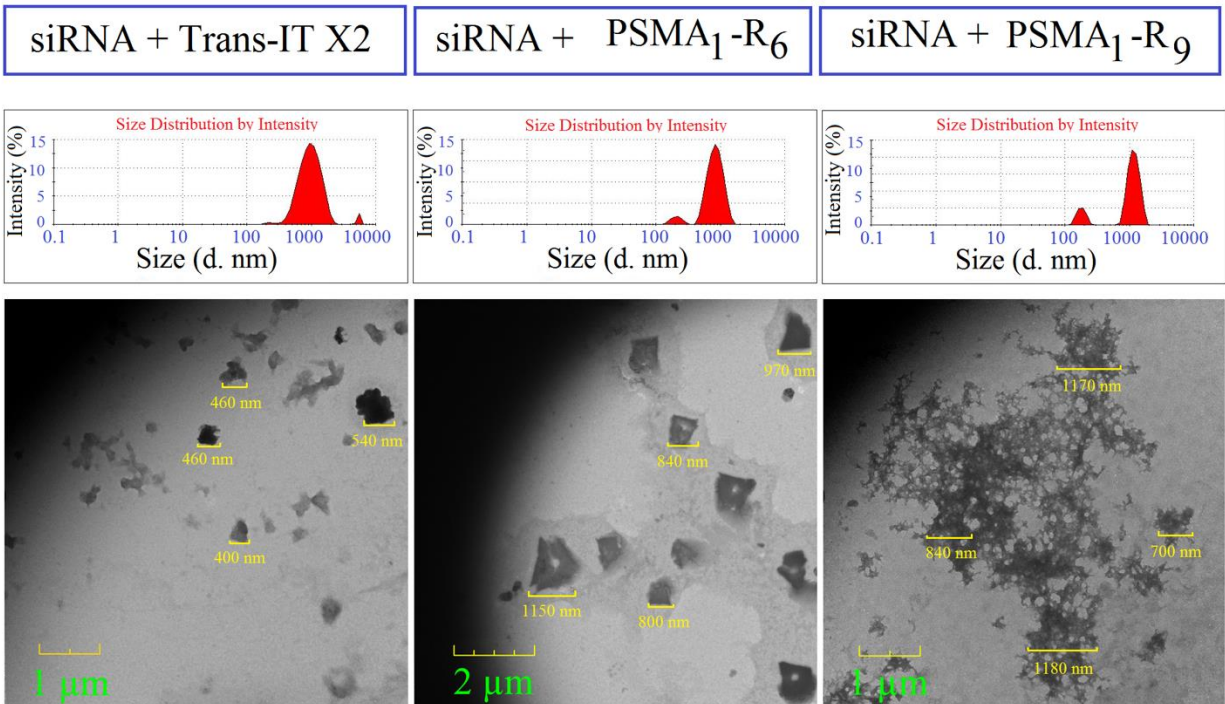 siRNA + Trans-IT X2
siRNA + PSMA1-R6
siRNA + PSMA1-R9
Size Distribution by Intensity
Intensity (%)
15
10
5
0
0.1 1 10 100 1000 10000
Size (d. nm)
Size Distribution by Intensity
Intensity (%)
15
10
5
0
0.1 1 10 100 1000 10000
Size (d. nm)
Size Distribution by Intensity
Intensity (%)
15
10
5
0
0.1 1 10 100 1000 10000
Size (d. nm)
460 nm
540 nm
460 nm
400 nm
1 µm
970 nm
840 nm
1150 nm
800 nm
2 µm
1170 nm
840 nm
700 nm
1180 nm
1 µm